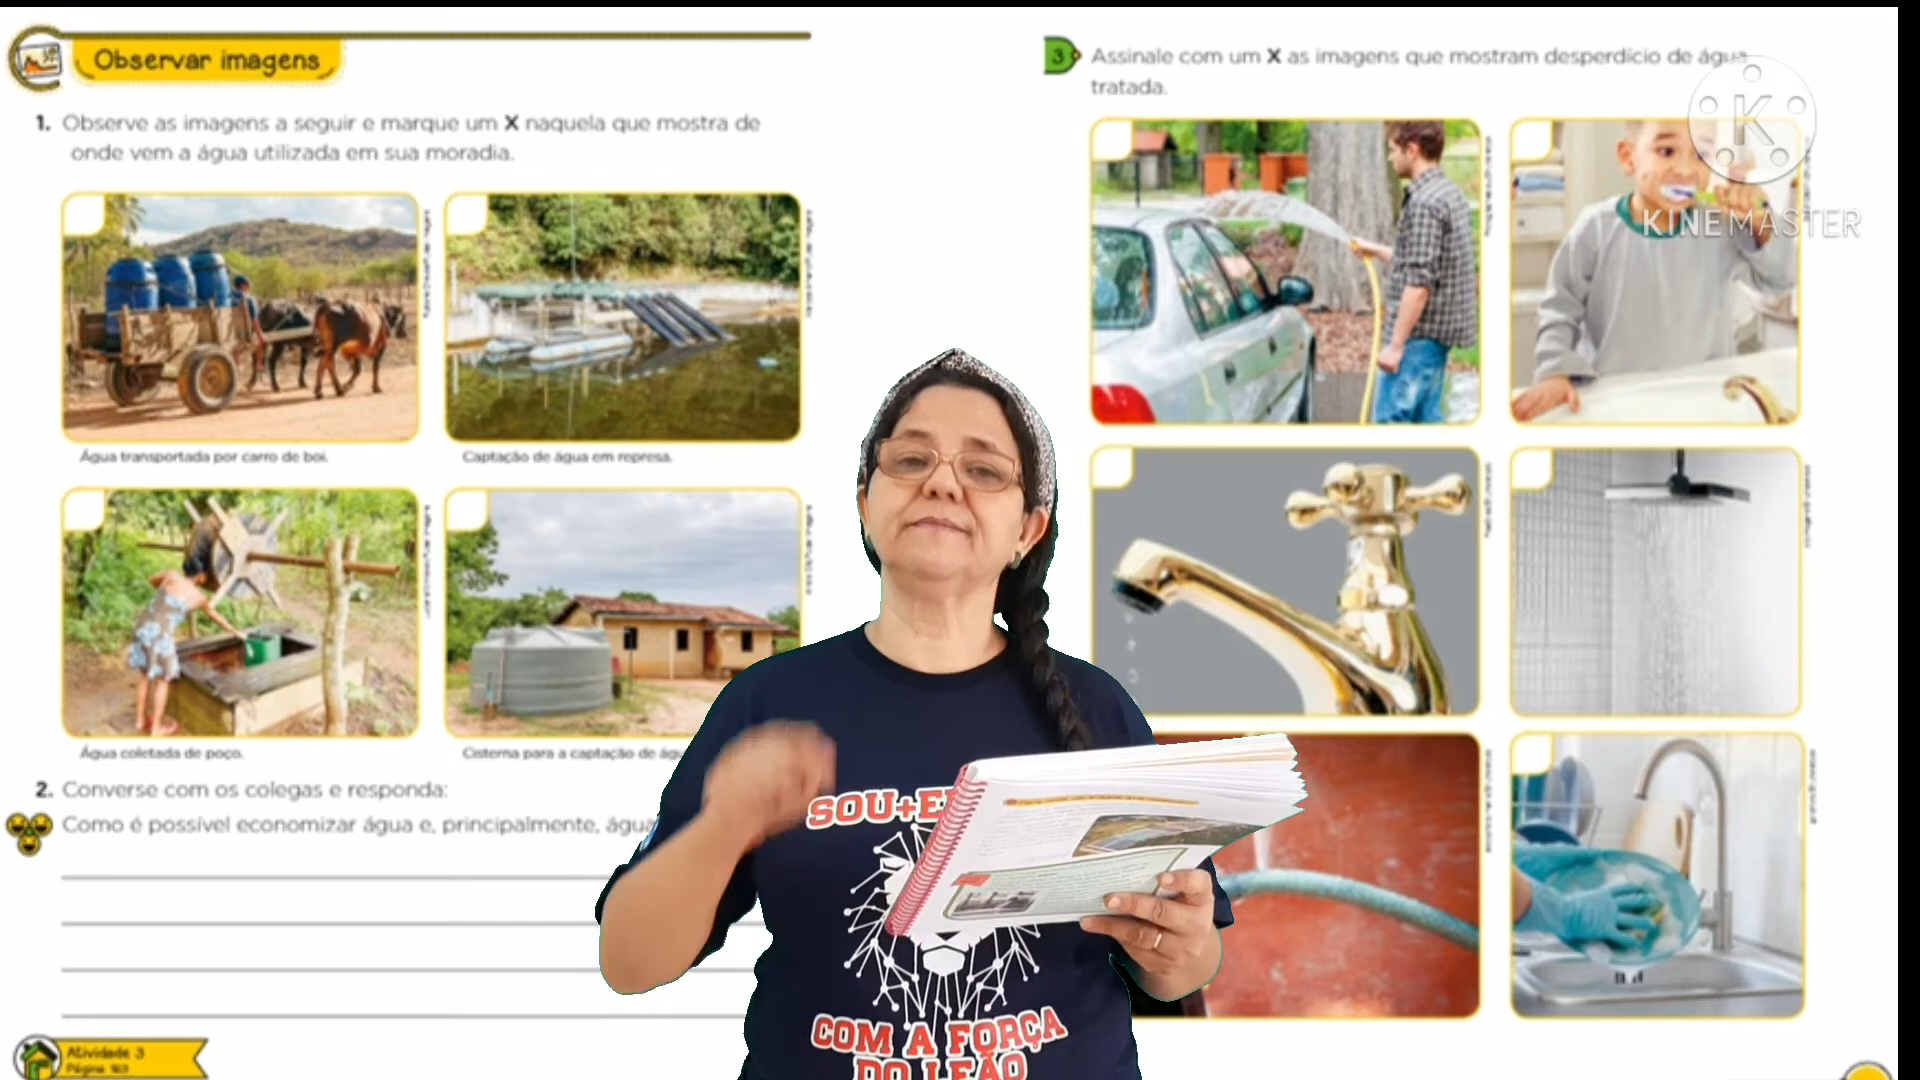 Observar imagens
1. Observe as imagens a seguir e marque um X naquela que mostra de
onde vem a água utilizada em sua moradia.
Água transportada por carro de boi.
Captação de água em represa.
Água coletada de poço.
Cisterna para a captação de
2. Converse com os colegas e responda:
Como é possível economizar água e, principalmente,
Atividade 3
Página 163
3 Assinale com um X as imagens que mostram desperdício de água
tratada.
K
KINEMASTER
SOU+E
COM A FORÇA
DO LEÃO